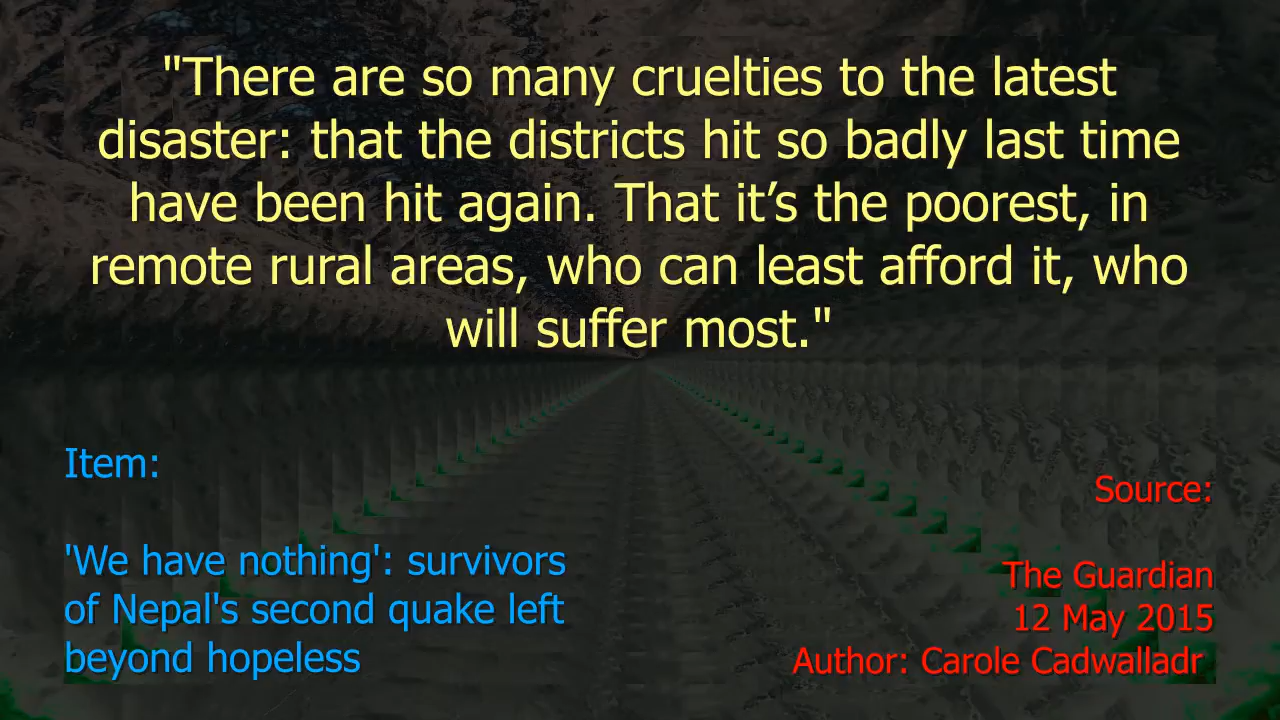 "There are so many cruelties to the latest
disaster: that the districts hit so badly last time
have been hit again. That it’s the poorest, in
remote rural areas, who can least afford it, who
will suffer most."
Item:
'We have nothing': survivors
of Nepal's second quake left
beyond hopeless
Source:
The Guardian
12 May 2015
Author: Carole Cadwalladr